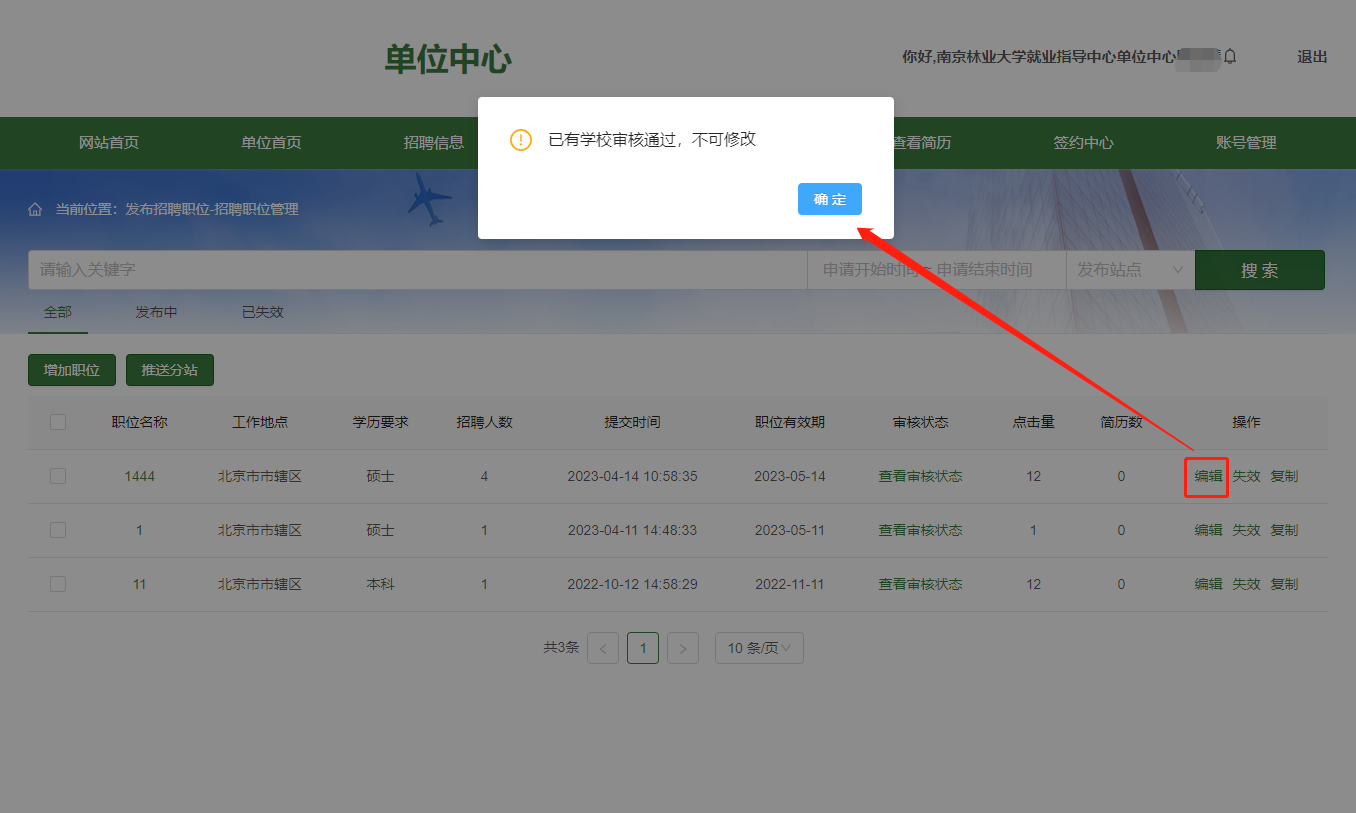 单位中心
你好,南京林业大学就业指导中心单位中心
退出
网站首页 单位首页 招聘信息 查看简历 签约中心 账号管理
已有学校审核通过，不可修改
确 定
当前位置：发布招聘职位-招聘职位管理
请输入关键字 申请开始时间 ~ 申请结束时间 发布站点 搜 索
全部 发布中 已失效
增加职位 推送分站
职位名称 工作地点 学历要求 招聘人数 提交时间 职位有效期 审核状态 点击量 简历数 操作
1444 北京市市辖区 硕士 4 2023-04-14 10:58:35 2023-05-14 查看审核状态 12 0 编辑 失效 复制
1 北京市市辖区 硕士 1 2023-04-11 14:48:33 2023-05-11 查看审核状态 1 0 编辑 失效 复制
11 北京市市辖区 本科 1 2022-10-12 14:58:29 2022-11-11 查看审核状态 12 0 编辑 失效 复制
共3条 < 1 > 10 条/页